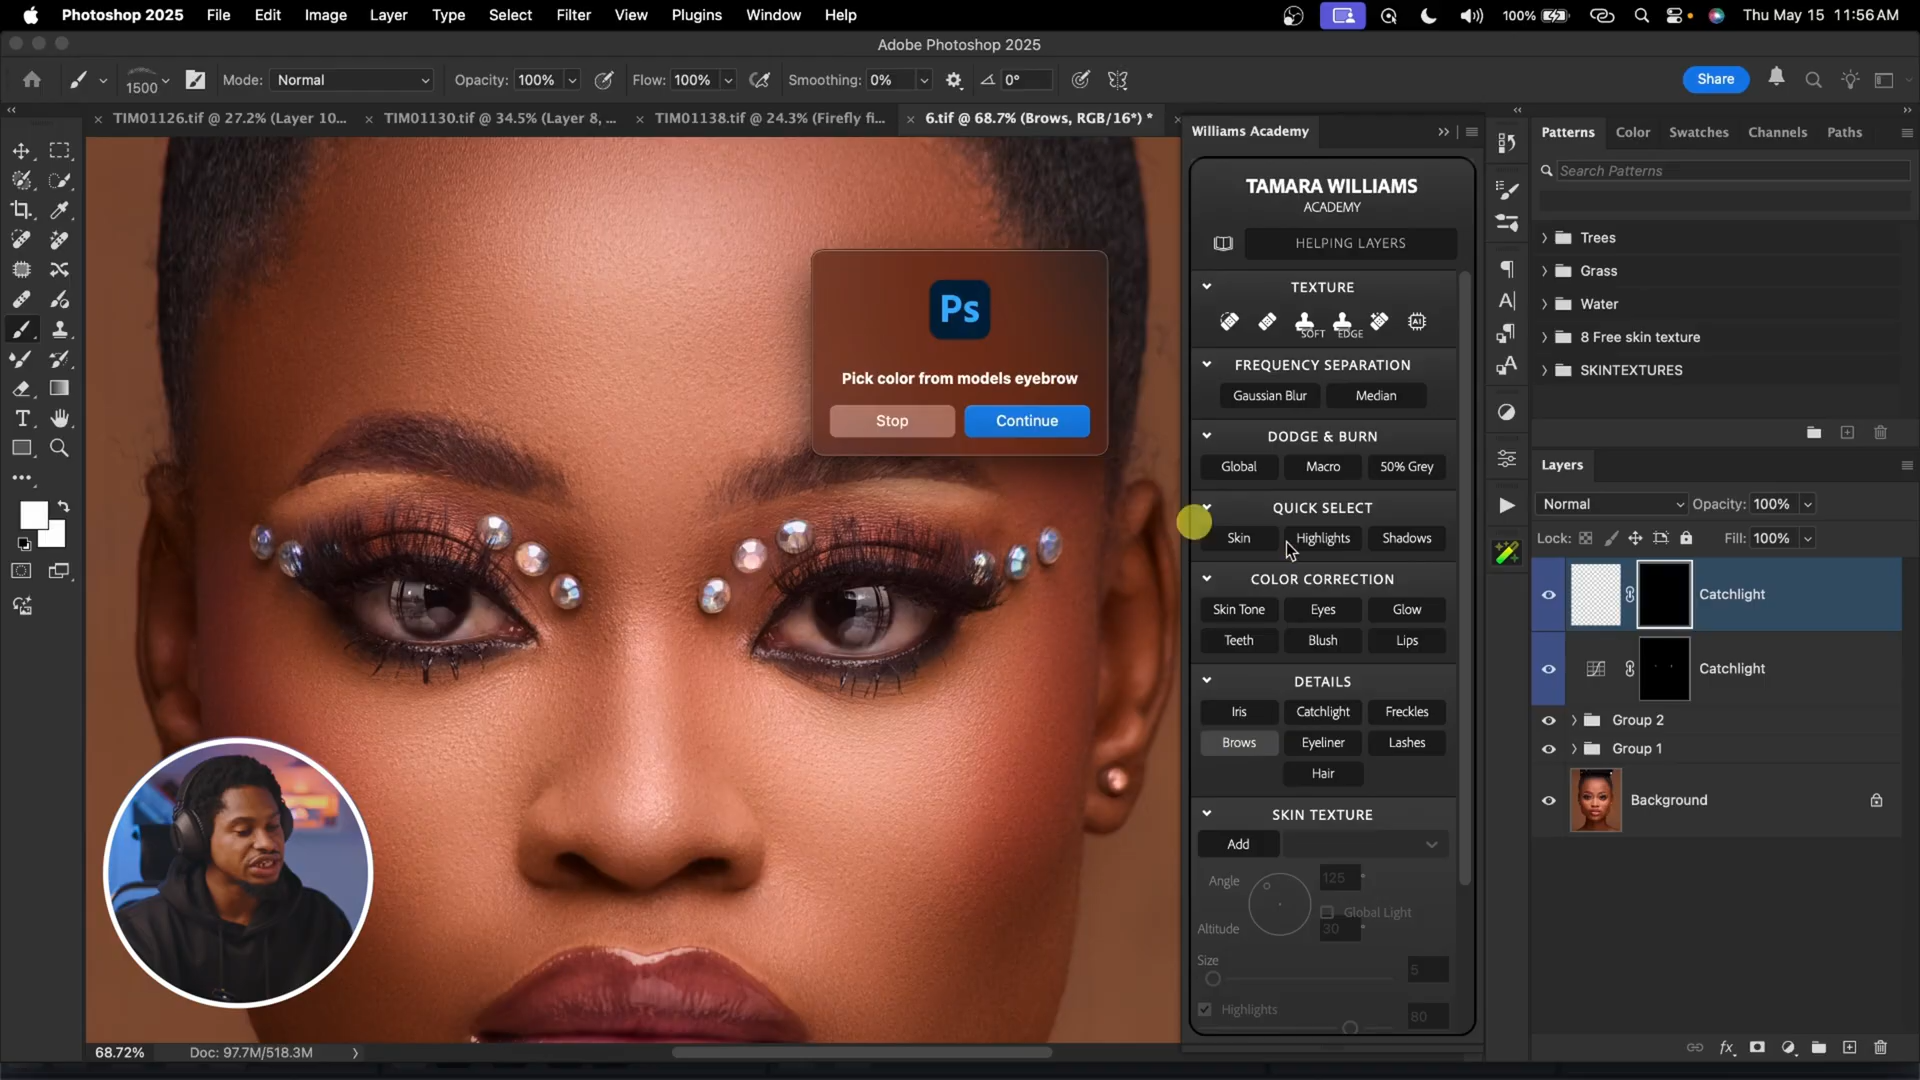 Photoshop 2025 File Edit Image Layer Type Select Filter View Plugins Window Help 100% Thu May 15 11:56 AM
Adobe Photoshop 2025
1500 Mode: Normal Opacity: 100% Flow: 100% Smoothing: 0% 0° Share
TIM01126.tif @ 27.2% (Layer 10... TIM01130.tif @ 34.5% (Layer 8, ... TIM01138.tif @ 24.3% (Firefly fi... 6.tif @ 68.7% (Brows, RGB/16*) *
Williams Academy
Patterns Color Swatches Channels Paths
Search Patterns
Trees
Grass
Water
8 Free skin texture
SKINTEXTURES
TAMARA WILLIAMS
ACADEMY
HELPING LAYERS
TEXTURE
SOFT EDGE AI
FREQUENCY SEPARATION
Gaussian Blur Median
DODGE & BURN
Global Macro 50% Grey
QUICK SELECT
Skin Highlights Shadows
COLOR CORRECTION
Skin Tone Eyes Glow
Teeth Blush Lips
DETAILS
Iris Catchlight Freckles
Brows Eyeliner Lashes
Hair
SKIN TEXTURE
Add
Angle 125 °
Global Light
Altitude 30 °
Size 5
Highlights 80
Ps
Pick color from models eyebrow
Stop Continue
Layers
Normal Opacity: 100%
Lock: Fill: 100%
Catchlight
Catchlight
Group 2
Group 1
Background
fx
68.72% Doc: 97.7M/518.3M